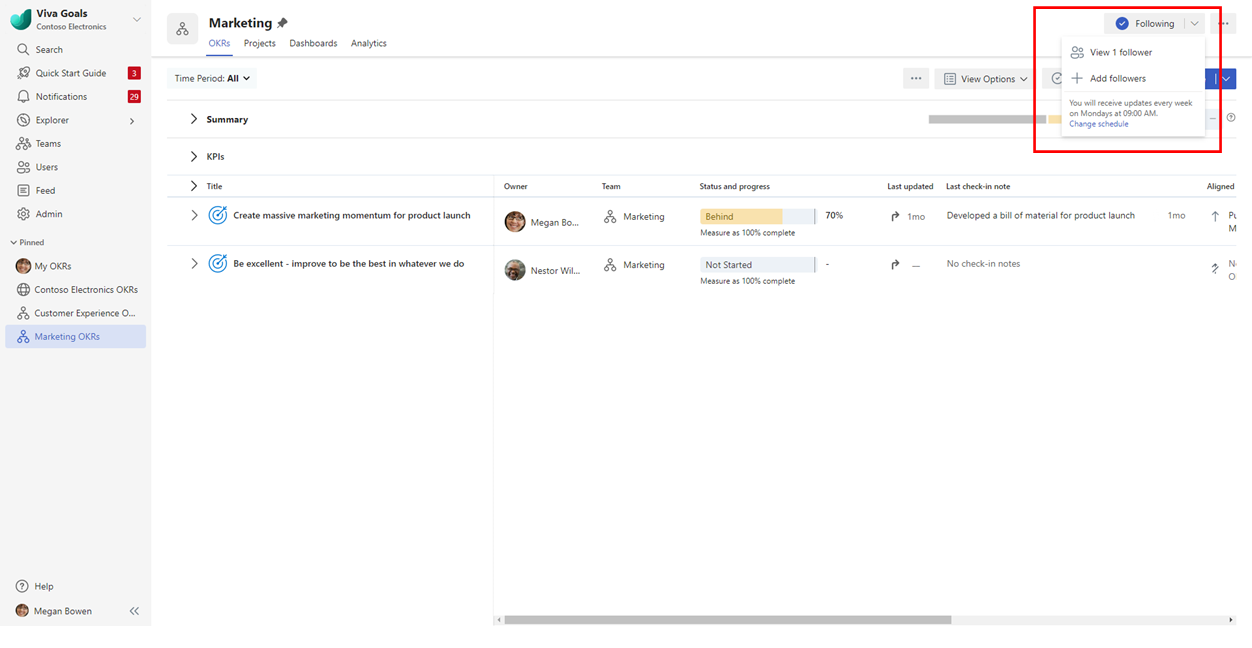 Viva Goals
Contoso Electronics
Search
Quick Start Guide 3
Notifications 29
Explorer
Teams
Users
Feed
Admin
Pinned
My OKRs
Contoso Electronics OKRs
Customer Experience O...
Marketing OKRs
Help
Megan Bowen
Marketing
OKRs Projects Dashboards Analytics
Following
View 1 follower
Add followers
You will receive updates every week
on Mondays at 09:00 AM.
Change schedule
Time Period: All
View Options
Summary
KPIs
Title Owner Team Status and progress Last updated Last check-in note Aligned
Create massive marketing momentum for product launch Megan Bo... Marketing Behind 70% 1mo Developed a bill of material for product launch 1mo
Measure as 100% complete
Be excellent - improve to be the best in whatever we do Nestor Wil... Marketing Not Started - — No check-in notes
Measure as 100% complete